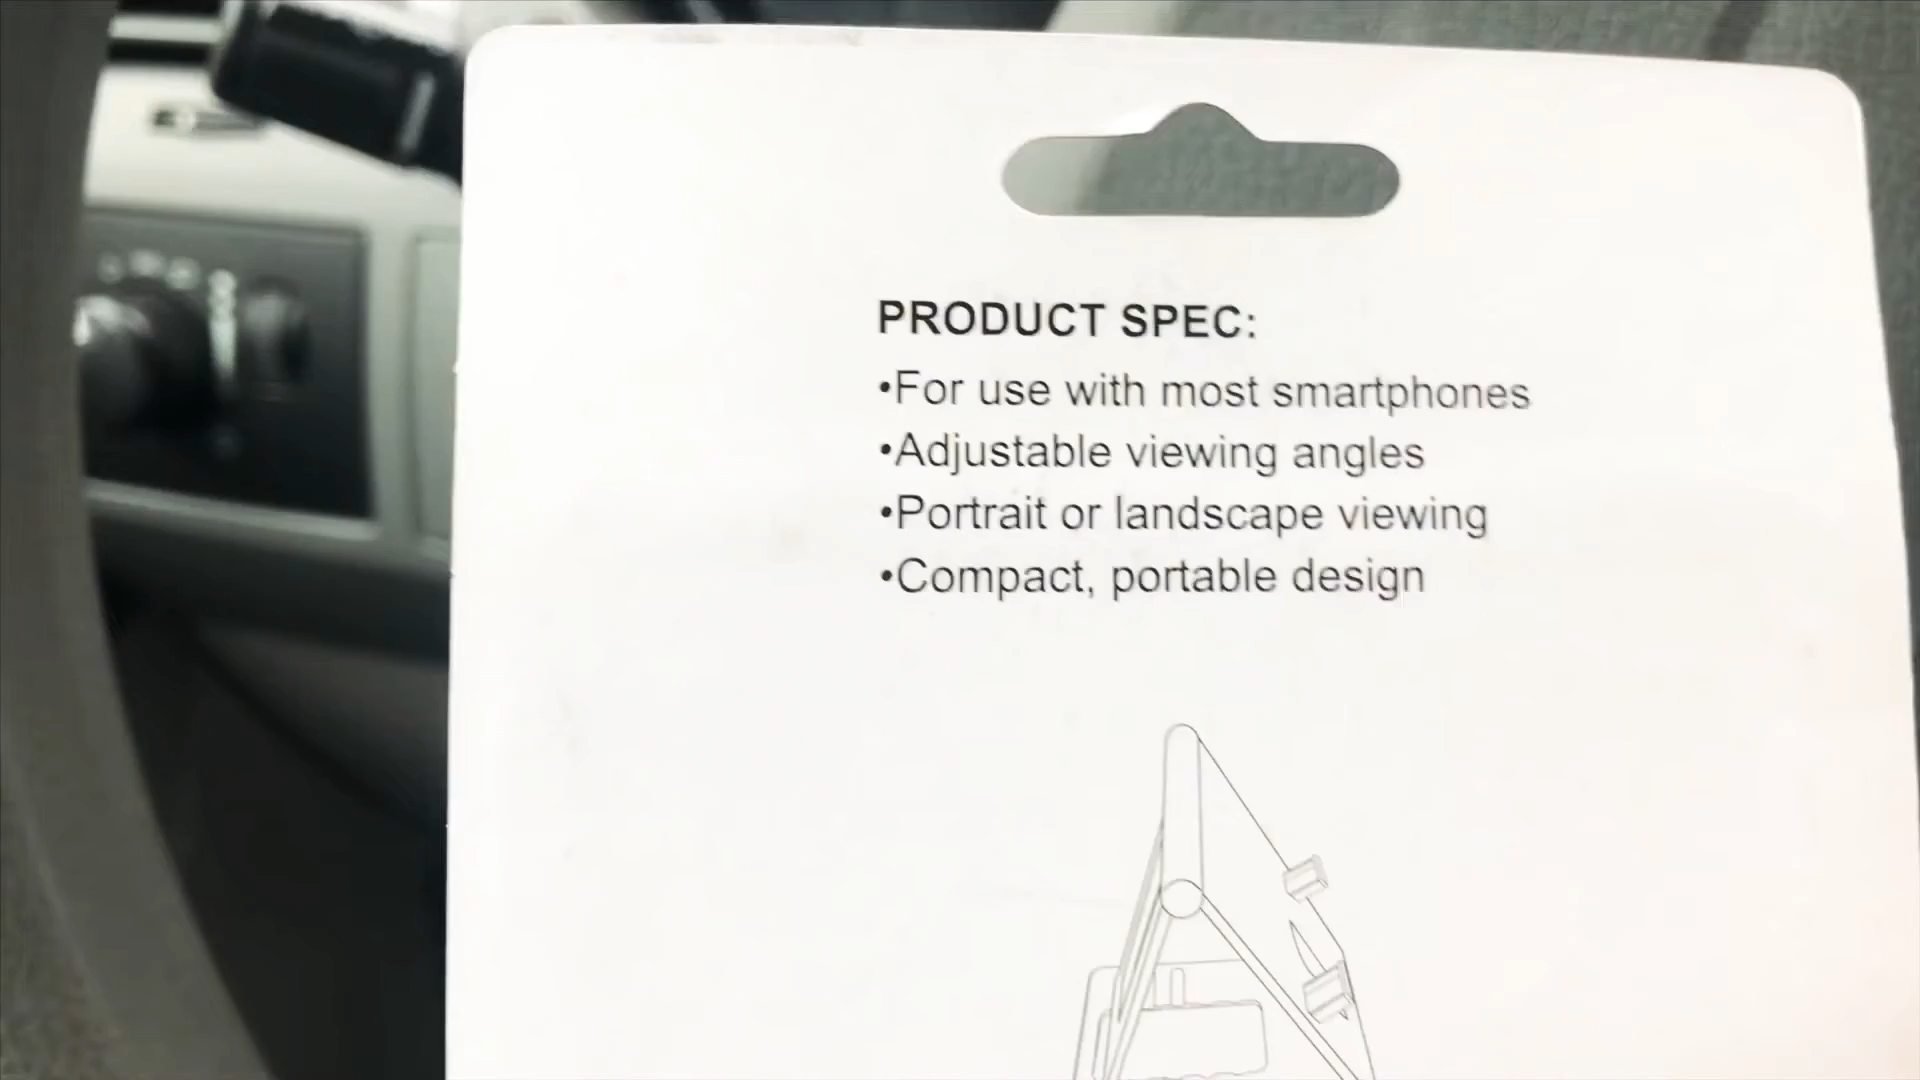 PRODUCT SPEC:
•For use with most smartphones
•Adjustable viewing angles
•Portrait or landscape viewing
•Compact, portable design